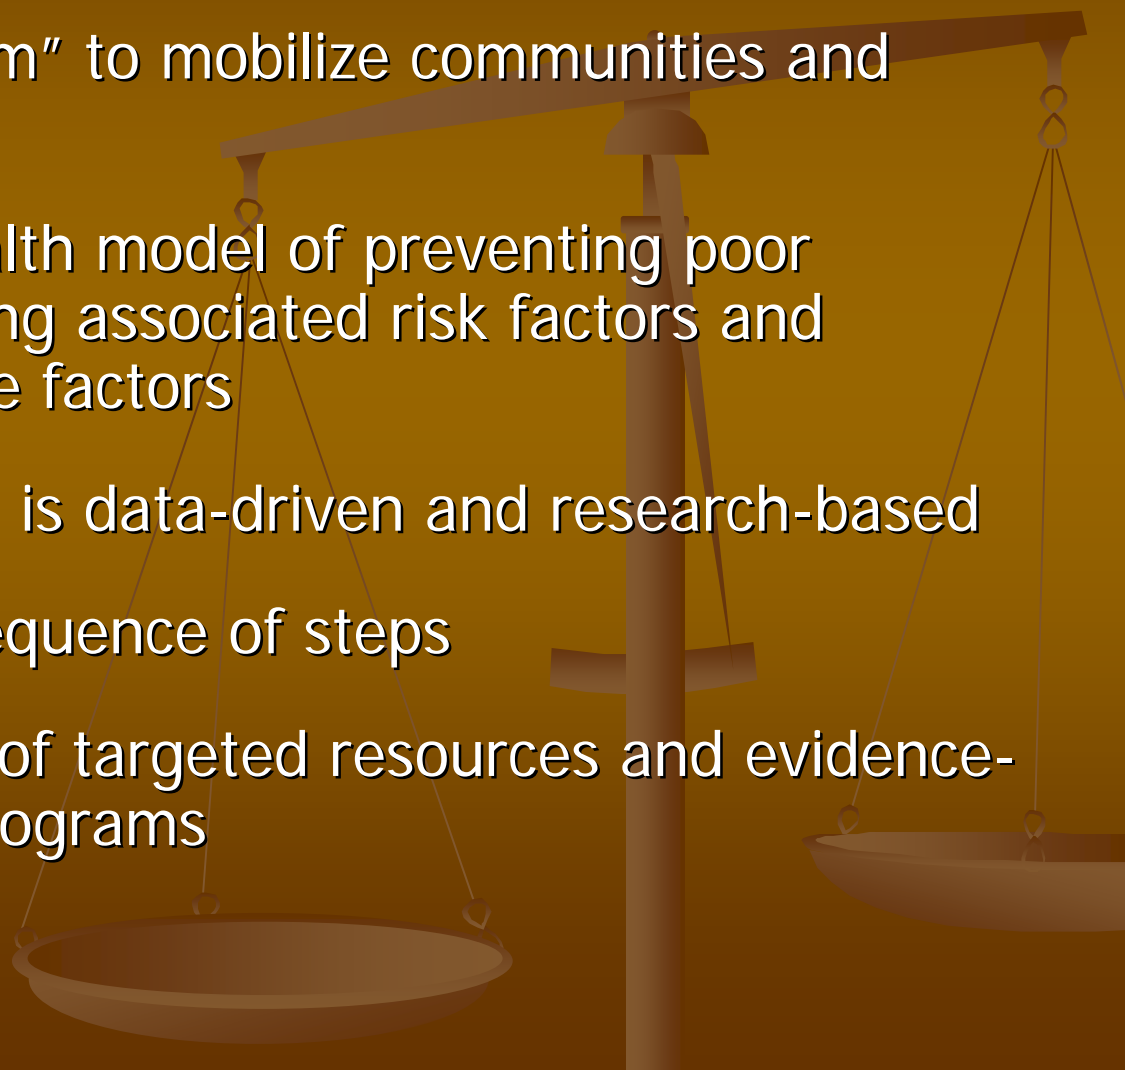 m” to mobilize communities and
lth model of preventing poor
ng associated risk factors and
e factors
is data-driven and research-based
equence of steps
of targeted resources and evidence-
ograms